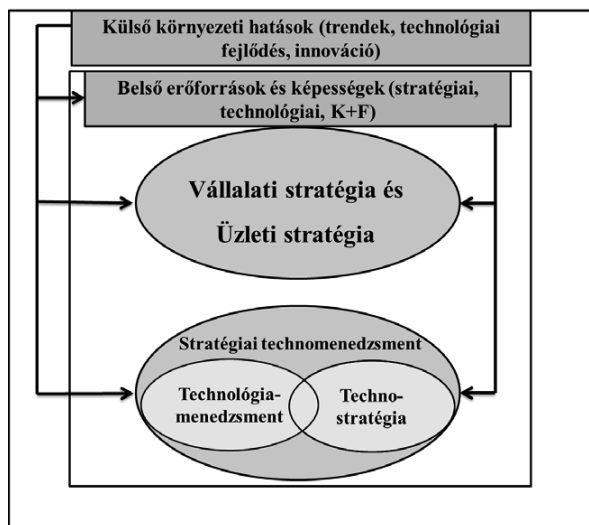 Külső környezeti hatások (trendek, technológiai
fejlődés, innováció)
Belső erőforrások és képességek (stratégiai,
technológiai, K+F)
Vállalati stratégia és
Üzleti stratégia
Stratégiai technomenedzsment
Technológia-
menedzsment
Techno-
stratégia